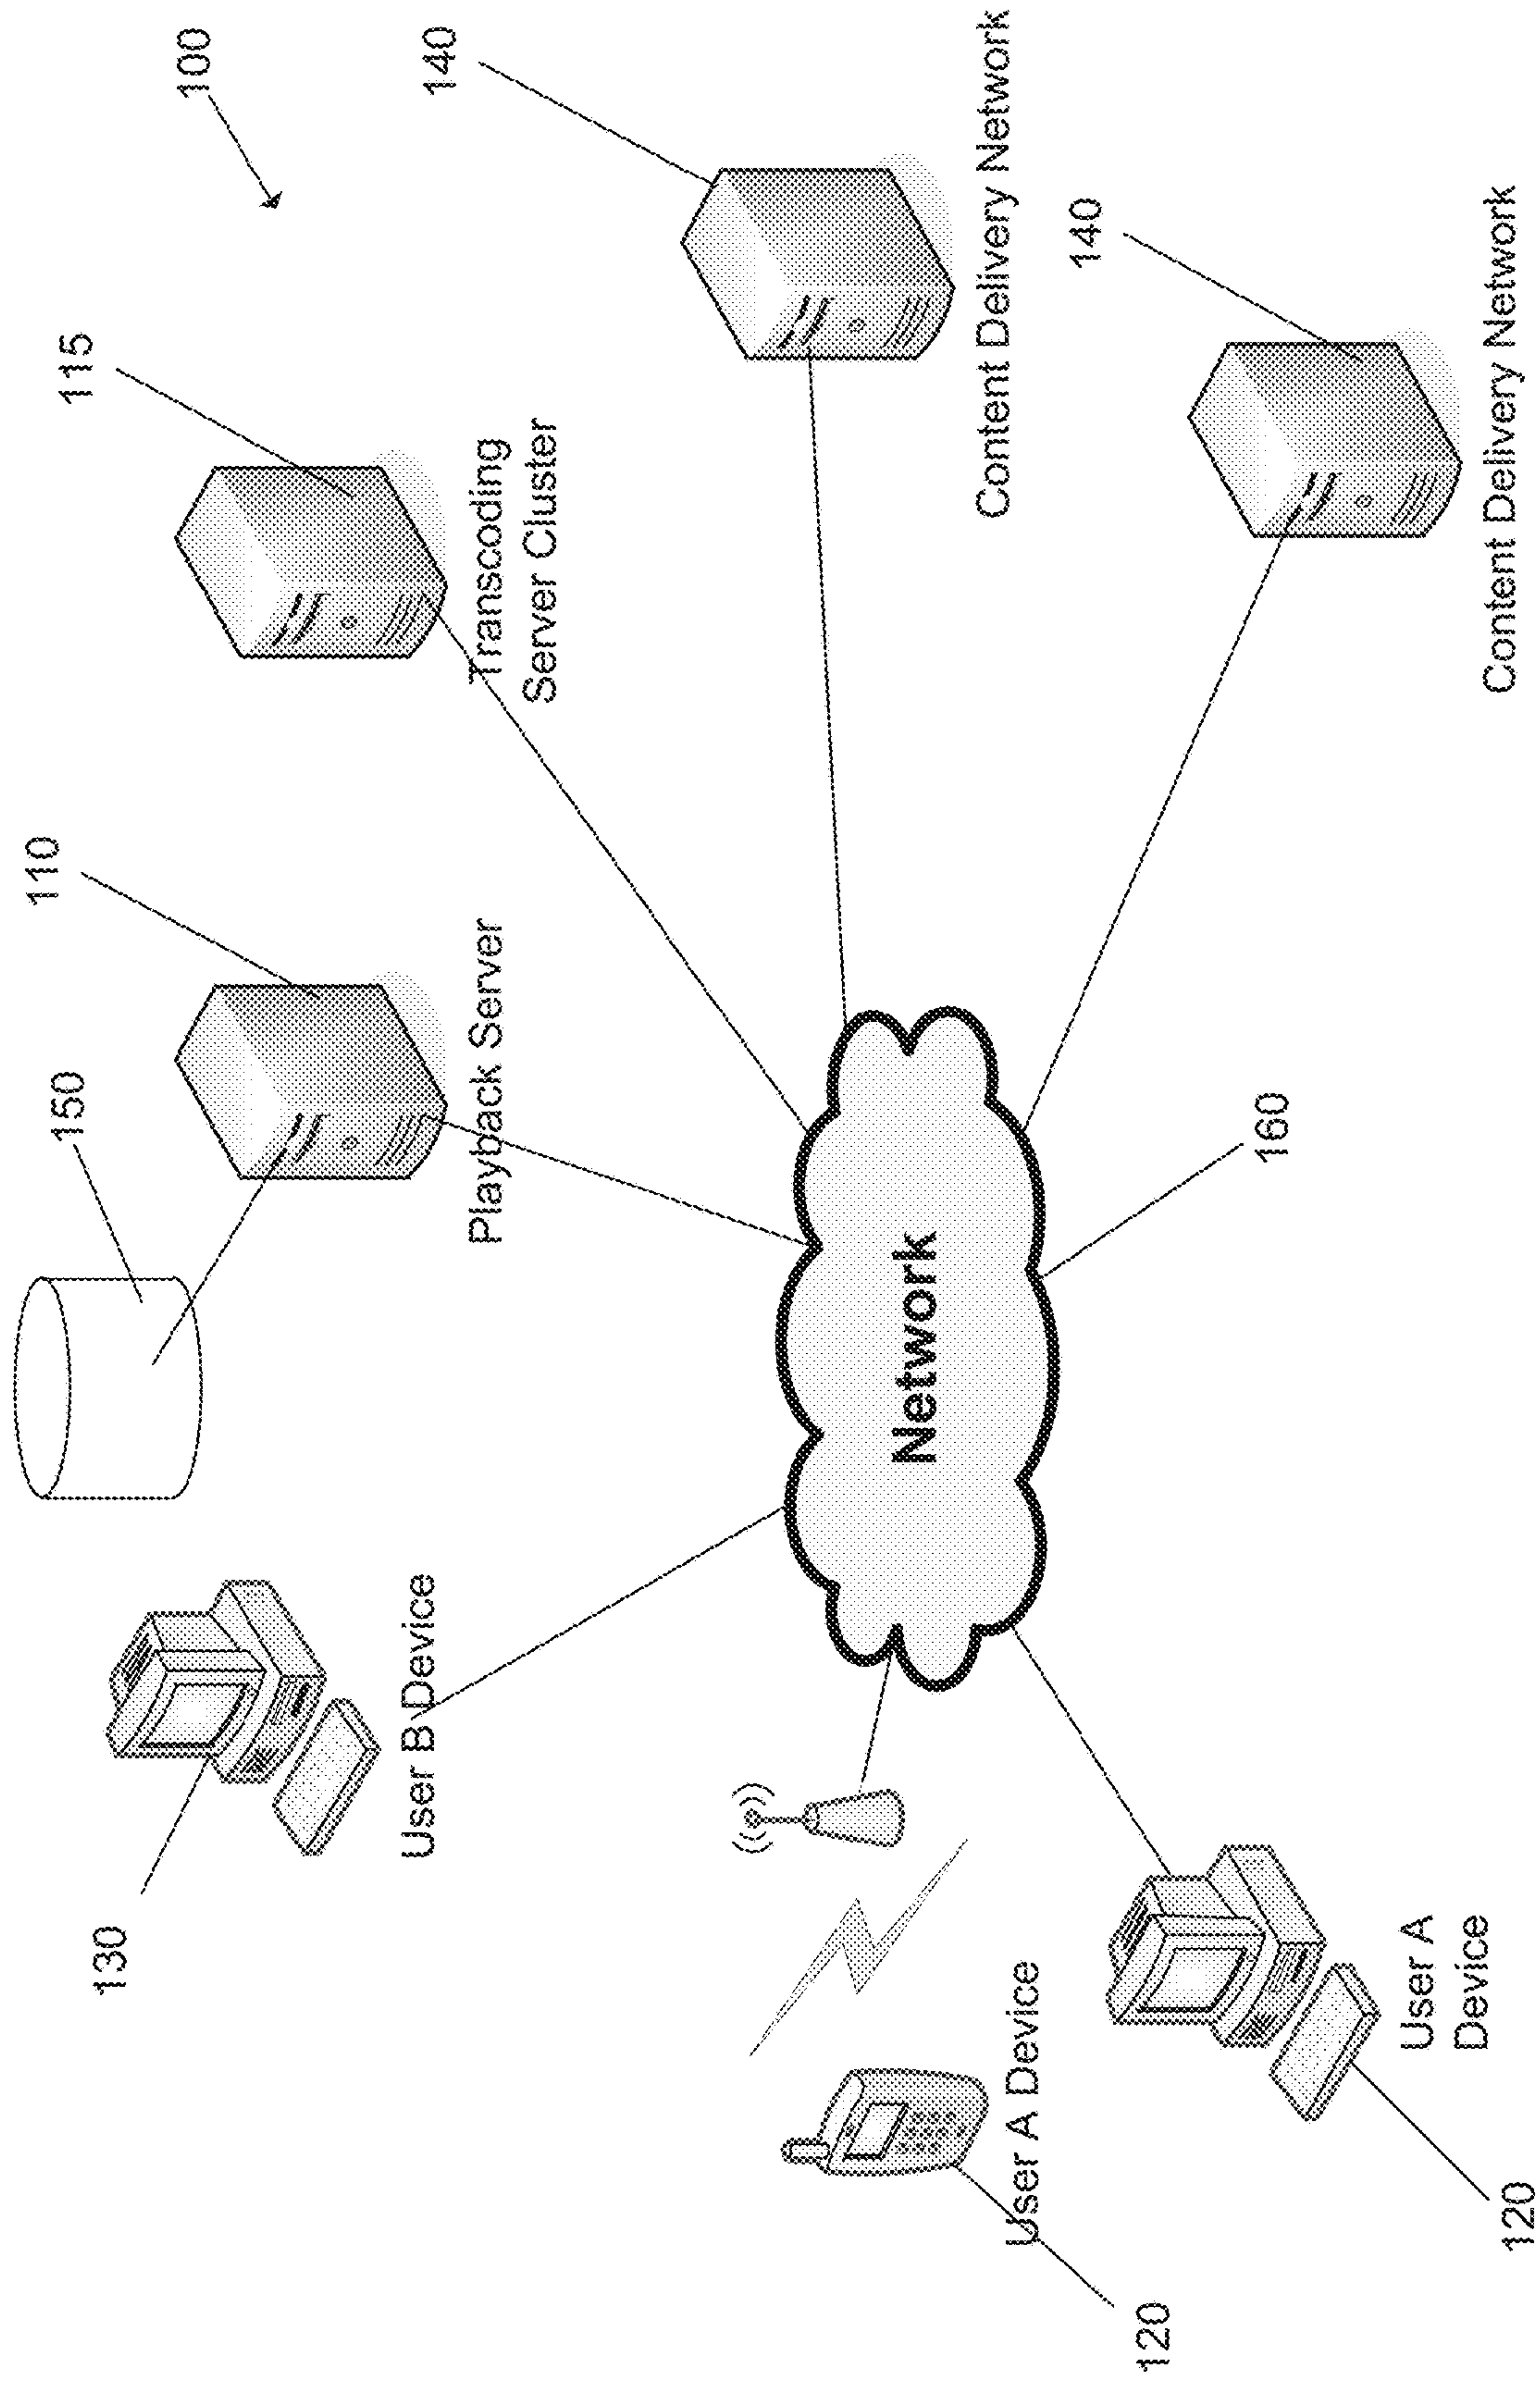 100
130
150
110
115
140
User B Device
Playback Server
Transcoding
Server Cluster
120
User A Device
Network
Content Delivery Network
140
160
120
User A
Device
Content Delivery Network